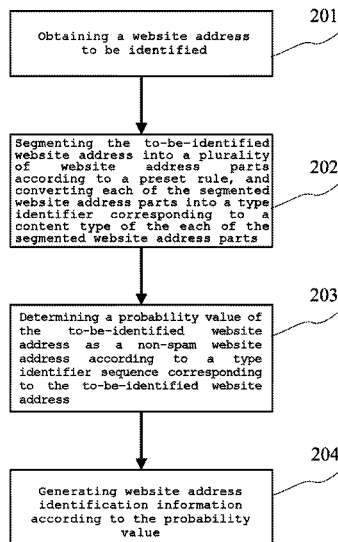 201
Obtaining a website address
to be identified
202
Segmenting the to-be-identified
website address into a plurality
of website address parts
according to a preset rule, and
converting each of the segmented
website address parts into a type
identifier corresponding to a
content type of the each of the
segmented website address parts
203
Determining a probability value of
the to-be-identified website
address as a non-spam website
address according to a type
identifier sequence corresponding
to the to-be-identified website
address
204
Generating website address
identification information
according to the probability
value